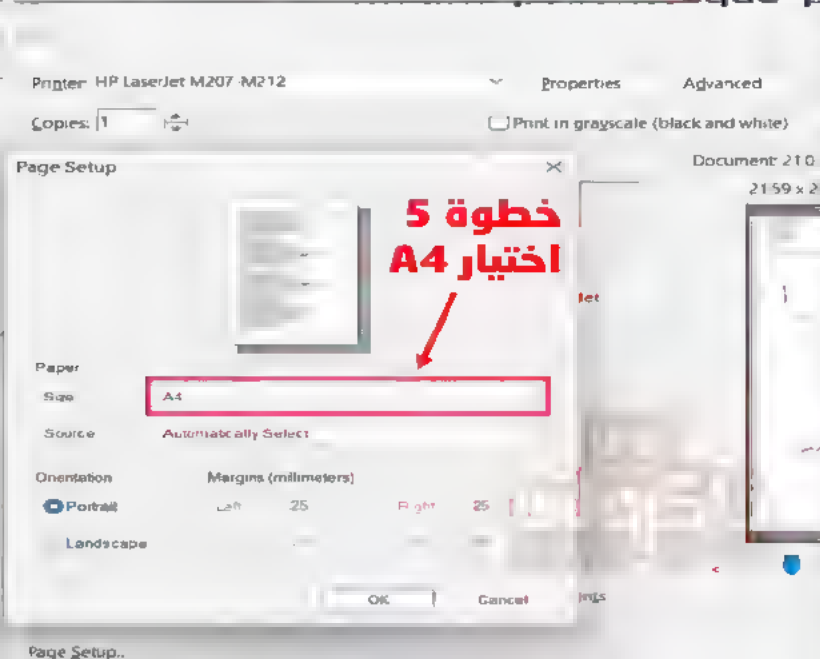 Printer: HP LaserJet M207-M212
Properties
Advanced
Copies: 1
Print in grayscale (black and white)
Page Setup
Document: 210
خطوة 5
اختيار A4
Paper
Size
A4
Source
Automatically Select
Orientation
Margins (millimeters)
Portrait
Left
25
Right
25
Landscape
OK
Cancel
Page Setup..